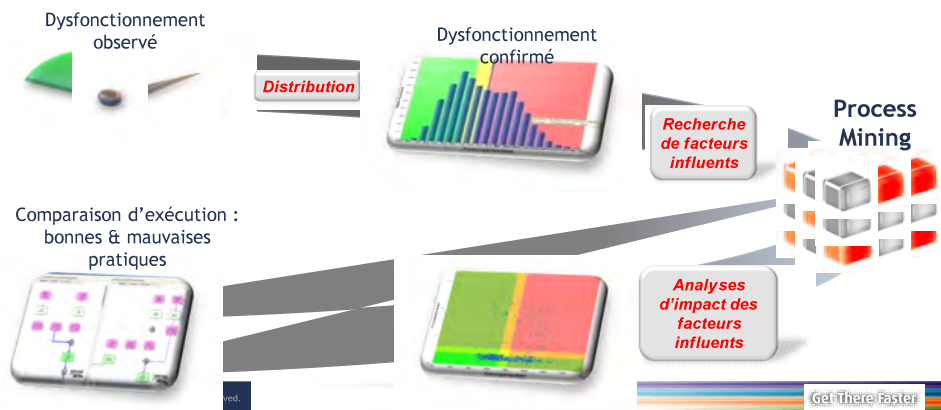 Dysfonctionnement
observé
Distribution
Dysfonctionnement
confirmé
Recherche
de facteurs
influents
Process
Mining
Comparaison d’exécution :
bonnes & mauvaises
pratiques
Analyses
d’impact des
facteurs
influents
ved.
Get There Faster